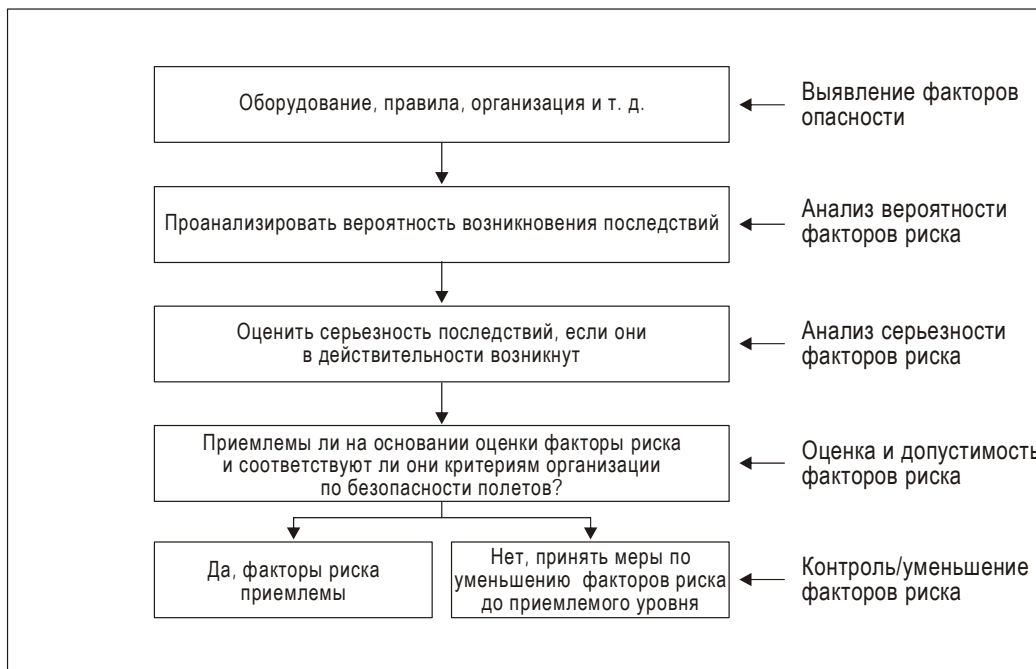 Оборудование, правила, организация и т. д.
Выявление факторов
опасности
Проанализировать вероятность возникновения последствий
Анализ вероятности
факторов риска
Оценить серьезность последствий, если они
в действительности возникнут
Анализ серьезности
факторов риска
Приемлемы ли на основании оценки факторы риска
и соответствуют ли они критериям организации
по безопасности полетов?
Оценка и допустимость
факторов риска
Да, факторы риска
приемлемы
Нет, принять меры по
уменьшению факторов риска
до приемлемого уровня
Контроль/уменьшение
факторов риска